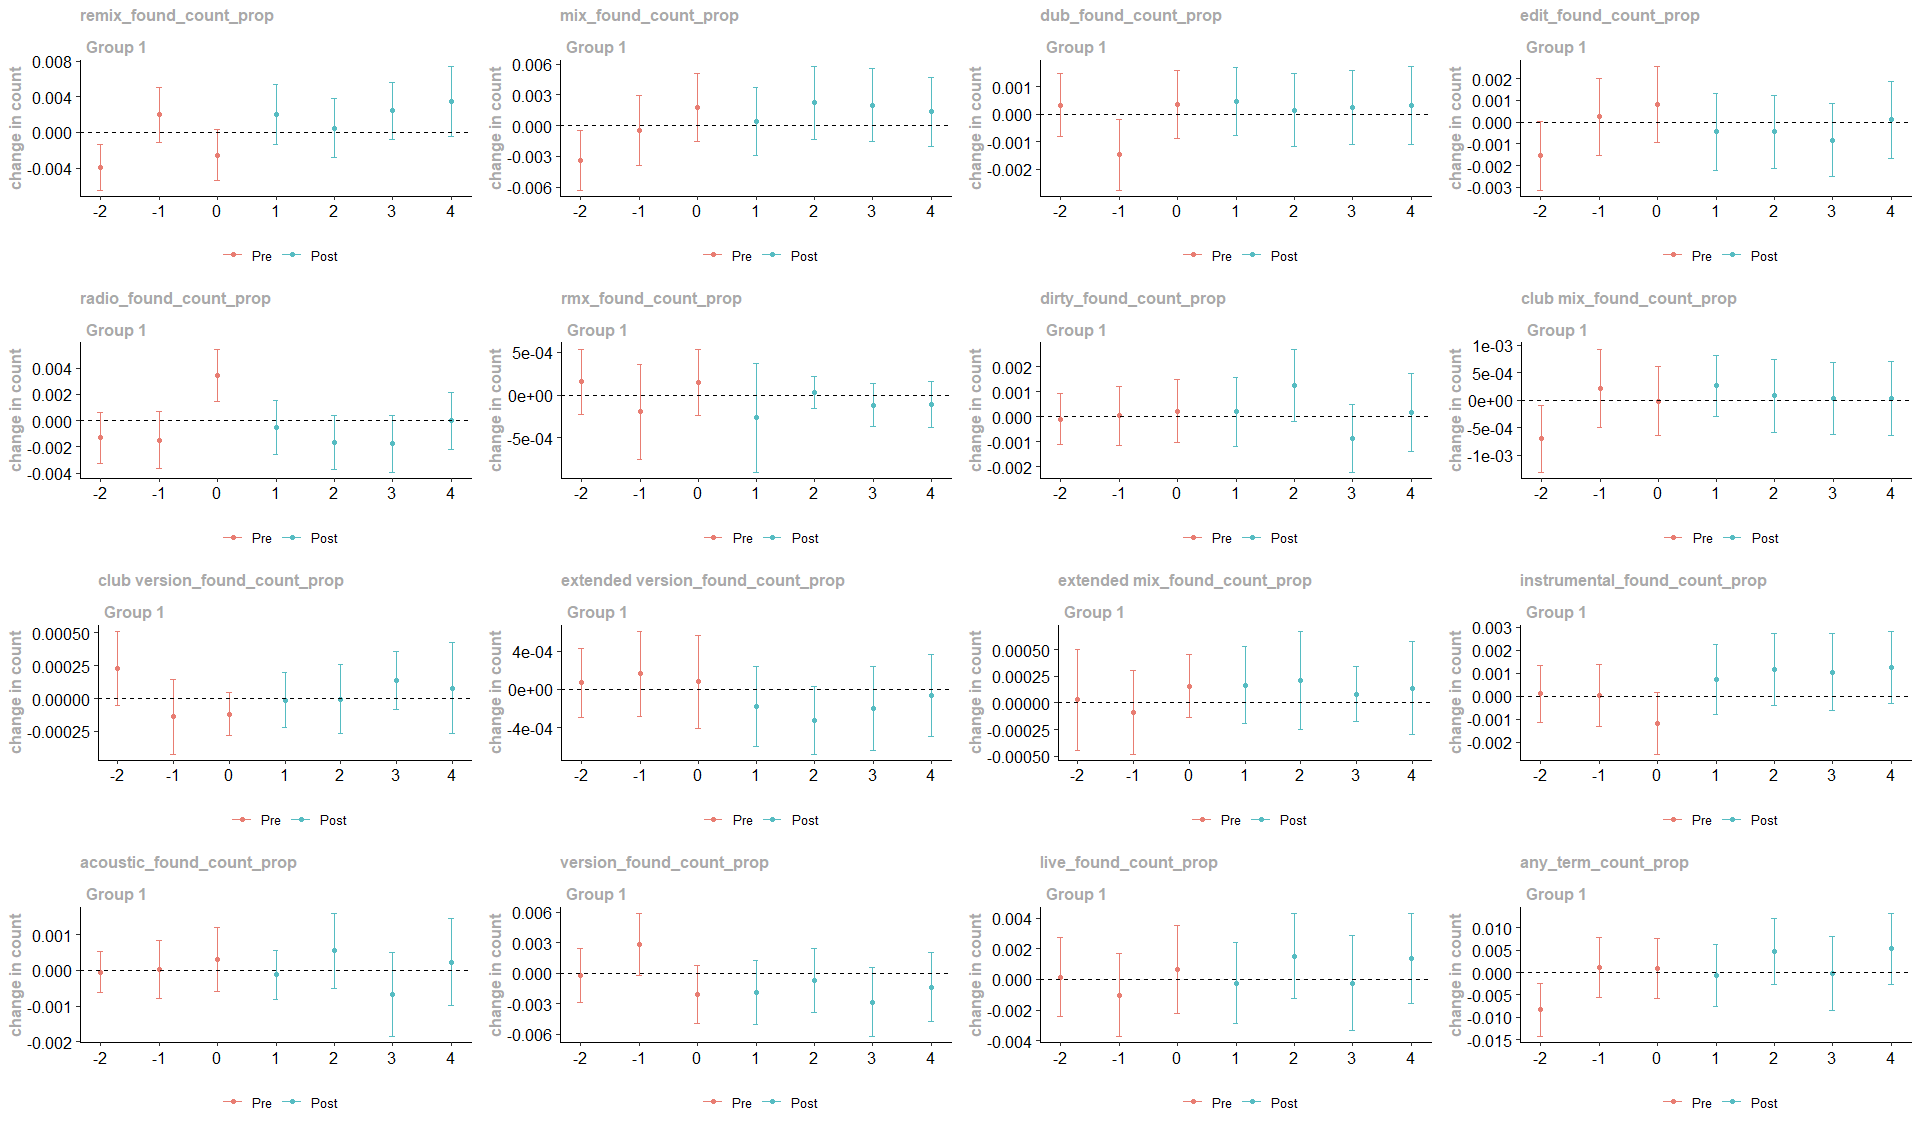 remix_found_count_prop
Group 1
change in count
0.008
0.004
0.000
-0.004
-2 -1 0 1 2 3 4
Pre Post
mix_found_count_prop
Group 1
change in count
0.006
0.003
0.000
-0.003
-0.006
-2 -1 0 1 2 3 4
Pre Post
dub_found_count_prop
Group 1
change in count
0.001
0.000
-0.001
-0.002
-2 -1 0 1 2 3 4
Pre Post
edit_found_count_prop
Group 1
change in count
0.002
0.001
0.000
-0.001
-0.002
-0.003
-2 -1 0 1 2 3 4
Pre Post
radio_found_count_prop
Group 1
change in count
0.004
0.002
0.000
-0.002
-0.004
-2 -1 0 1 2 3 4
Pre Post
rmx_found_count_prop
Group 1
change in count
5e-04
0e+00
-5e-04
-2 -1 0 1 2 3 4
Pre Post
dirty_found_count_prop
Group 1
change in count
0.002
0.001
0.000
-0.001
-0.002
-2 -1 0 1 2 3 4
Pre Post
club mix_found_count_prop
Group 1
change in count
1e-03
5e-04
0e+00
-5e-04
-1e-03
-2 -1 0 1 2 3 4
Pre Post
club version_found_count_prop
Group 1
change in count
0.00050
0.00025
0.00000
-0.00025
-2 -1 0 1 2 3 4
Pre Post
extended version_found_count_prop
Group 1
change in count
4e-04
0e+00
-4e-04
-2 -1 0 1 2 3 4
Pre Post
extended mix_found_count_prop
Group 1
change in count
0.00050
0.00025
0.00000
-0.00025
-0.00050
-2 -1 0 1 2 3 4
Pre Post
instrumental_found_count_prop
Group 1
change in count
0.003
0.002
0.001
0.000
-0.001
-0.002
-2 -1 0 1 2 3 4
Pre Post
acoustic_found_count_prop
Group 1
change in count
0.001
0.000
-0.001
-0.002
-2 -1 0 1 2 3 4
Pre Post
version_found_count_prop
Group 1
change in count
0.006
0.003
0.000
-0.003
-0.006
-2 -1 0 1 2 3 4
Pre Post
live_found_count_prop
Group 1
change in count
0.004
0.002
0.000
-0.002
-0.004
-2 -1 0 1 2 3 4
Pre Post
any_term_count_prop
Group 1
change in count
0.010
0.005
0.000
-0.005
-0.010
-0.015
-2 -1 0 1 2 3 4
Pre Post